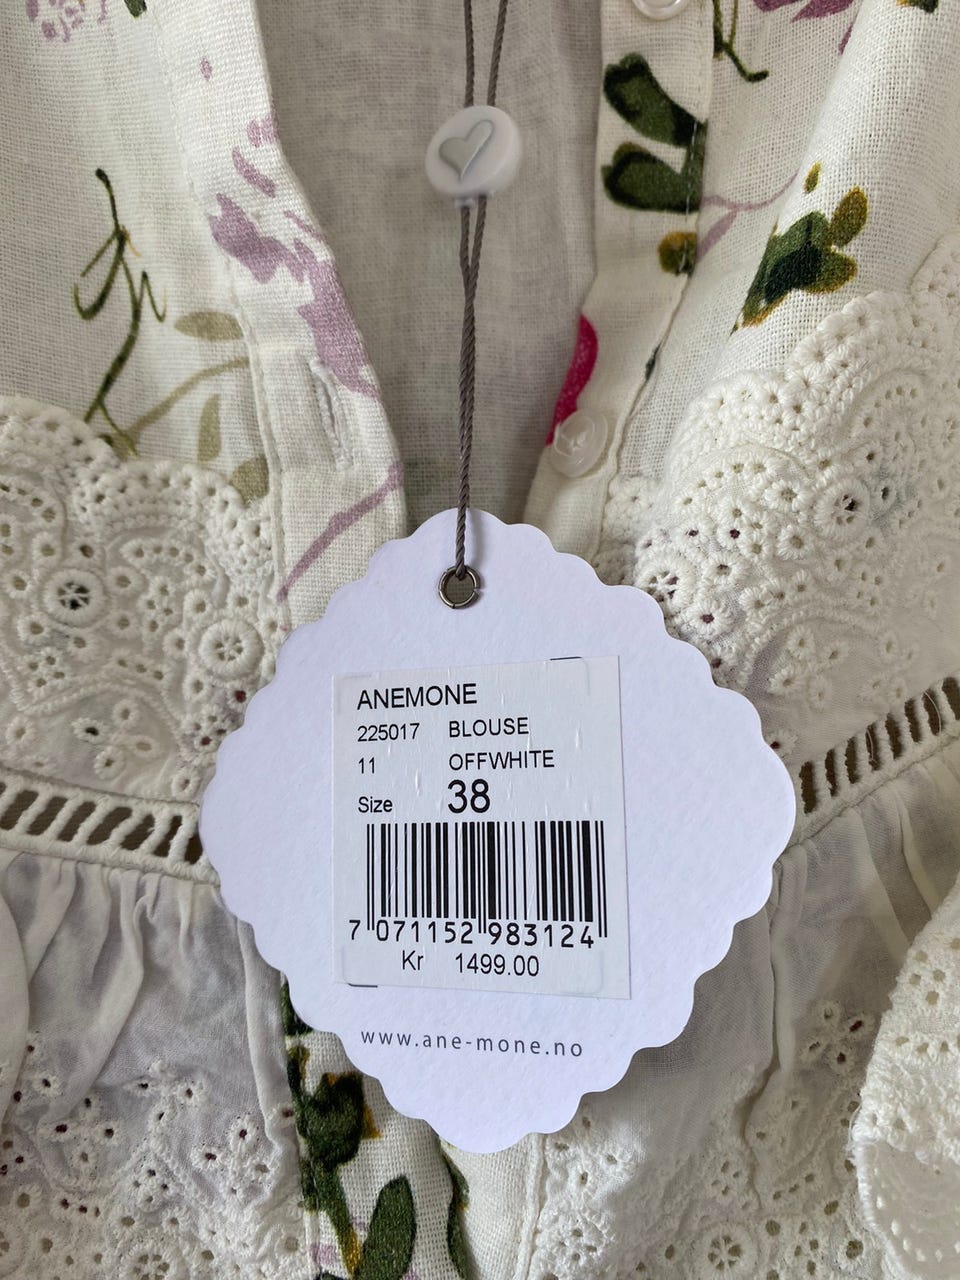 ANEMONE
225017 BLOUSE
11 OFFWHITE
Size 38
7 071152 983124
Kr 1499.00
www.ane-mone.no